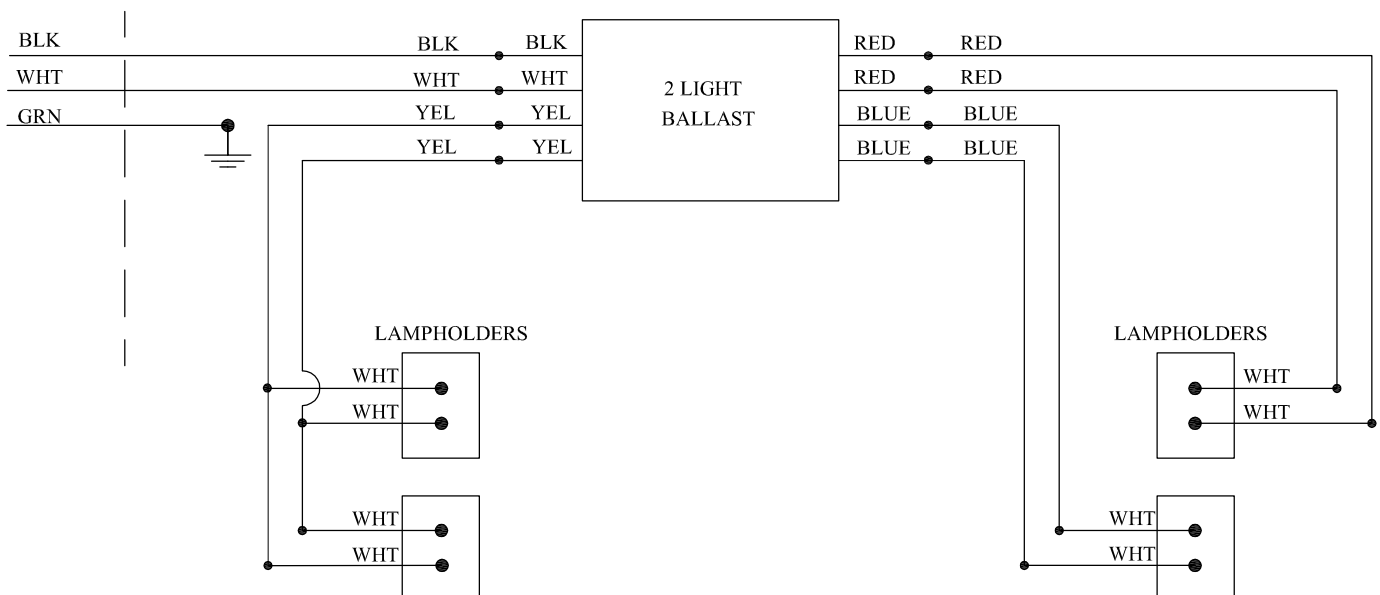 BLK BLK BLK RED RED
WHT WHT WHT RED RED
2 LIGHT
BALLAST
GRN YEL YEL BLUE BLUE
YEL YEL BLUE BLUE
LAMPHOLDERS LAMPHOLDERS
WHT WHT
WHT WHT
WHT WHT
WHT WHT